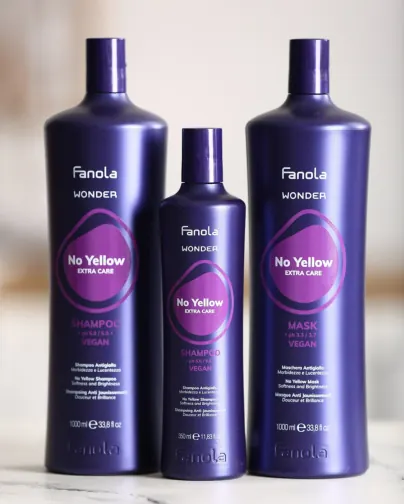 Fanola
WONDER
No Yellow
EXTRA CARE
SHAMPOO
VEGAN
Shampoo Antigiallo
Morbidezza e Lucentezza
No Yellow Shampoo
Softness and Brightness
Shampooing Anti Jaunissement
Douceur et Brillance
1000 ml e 33,8 fl oz
Fanola
Fanola
WONDER
No Yellow
EXTRA CARE
SHAMPOO
VEGAN
Shampoo Antigiallo
Morbidezza e Lucentezza
No Yellow Shampoo
Softness and Brightness
Shampooing Anti Jaunissement
Douceur et Brillance
350 ml e 11,83 fl oz
Fanola
Fanola
WONDER
No Yellow
EXTRA CARE
MASK
VEGAN
Maschera Antigiallo
Morbidezza e Lucentezza
No Yellow Mask
Softness and Brightness
Masque Anti Jaunissement
Douceur et Brillance
1000 ml e 33,8 fl oz
Fanola